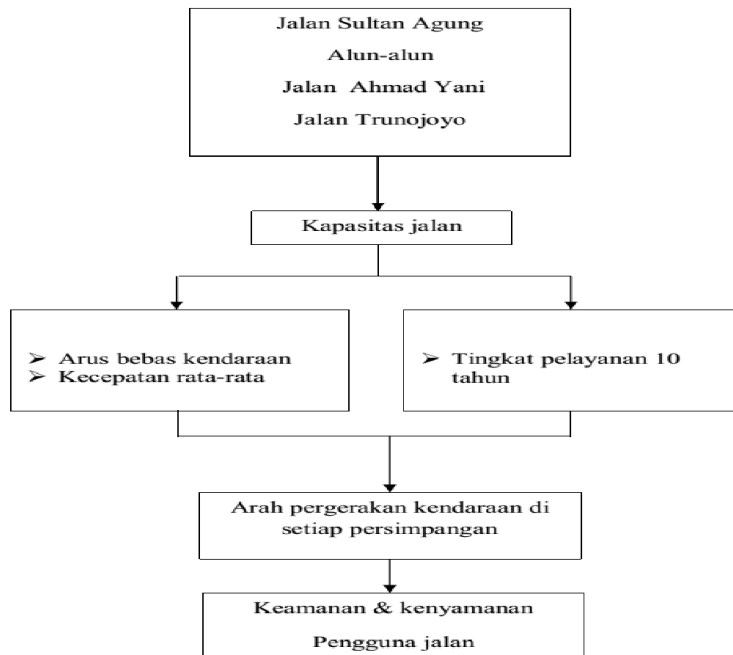 Jalan Sultan Agung
Alun-alun
Jalan Ahmad Yani
Jalan Trunojoyo
Kapasitas jalan
➢ Arus bebas kendaraan
➢ Kecepatan rata-rata
➢ Tingkat pelayanan 10
tahun
Arah pergerakan kendaraan di
setiap persimpangan
Keamanan & kenyamanan
Pengguna jalan